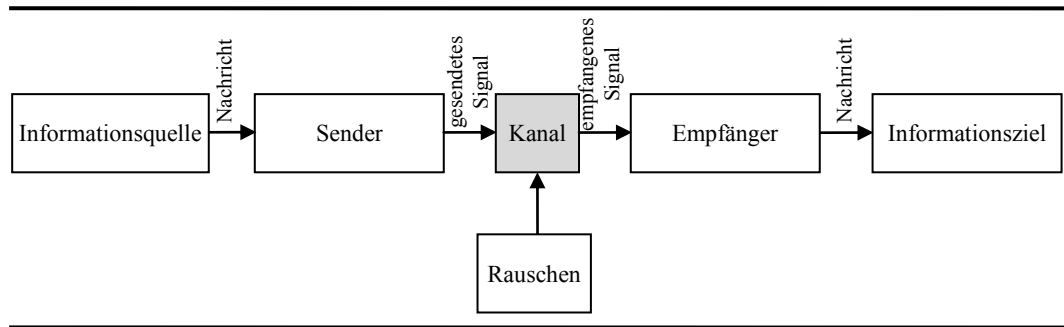 Informationsquelle
Nachricht
Sender
gesendetes
Signal
Kanal
empfangenes
Signal
Empfänger
Nachricht
Informationsziel
Rauschen